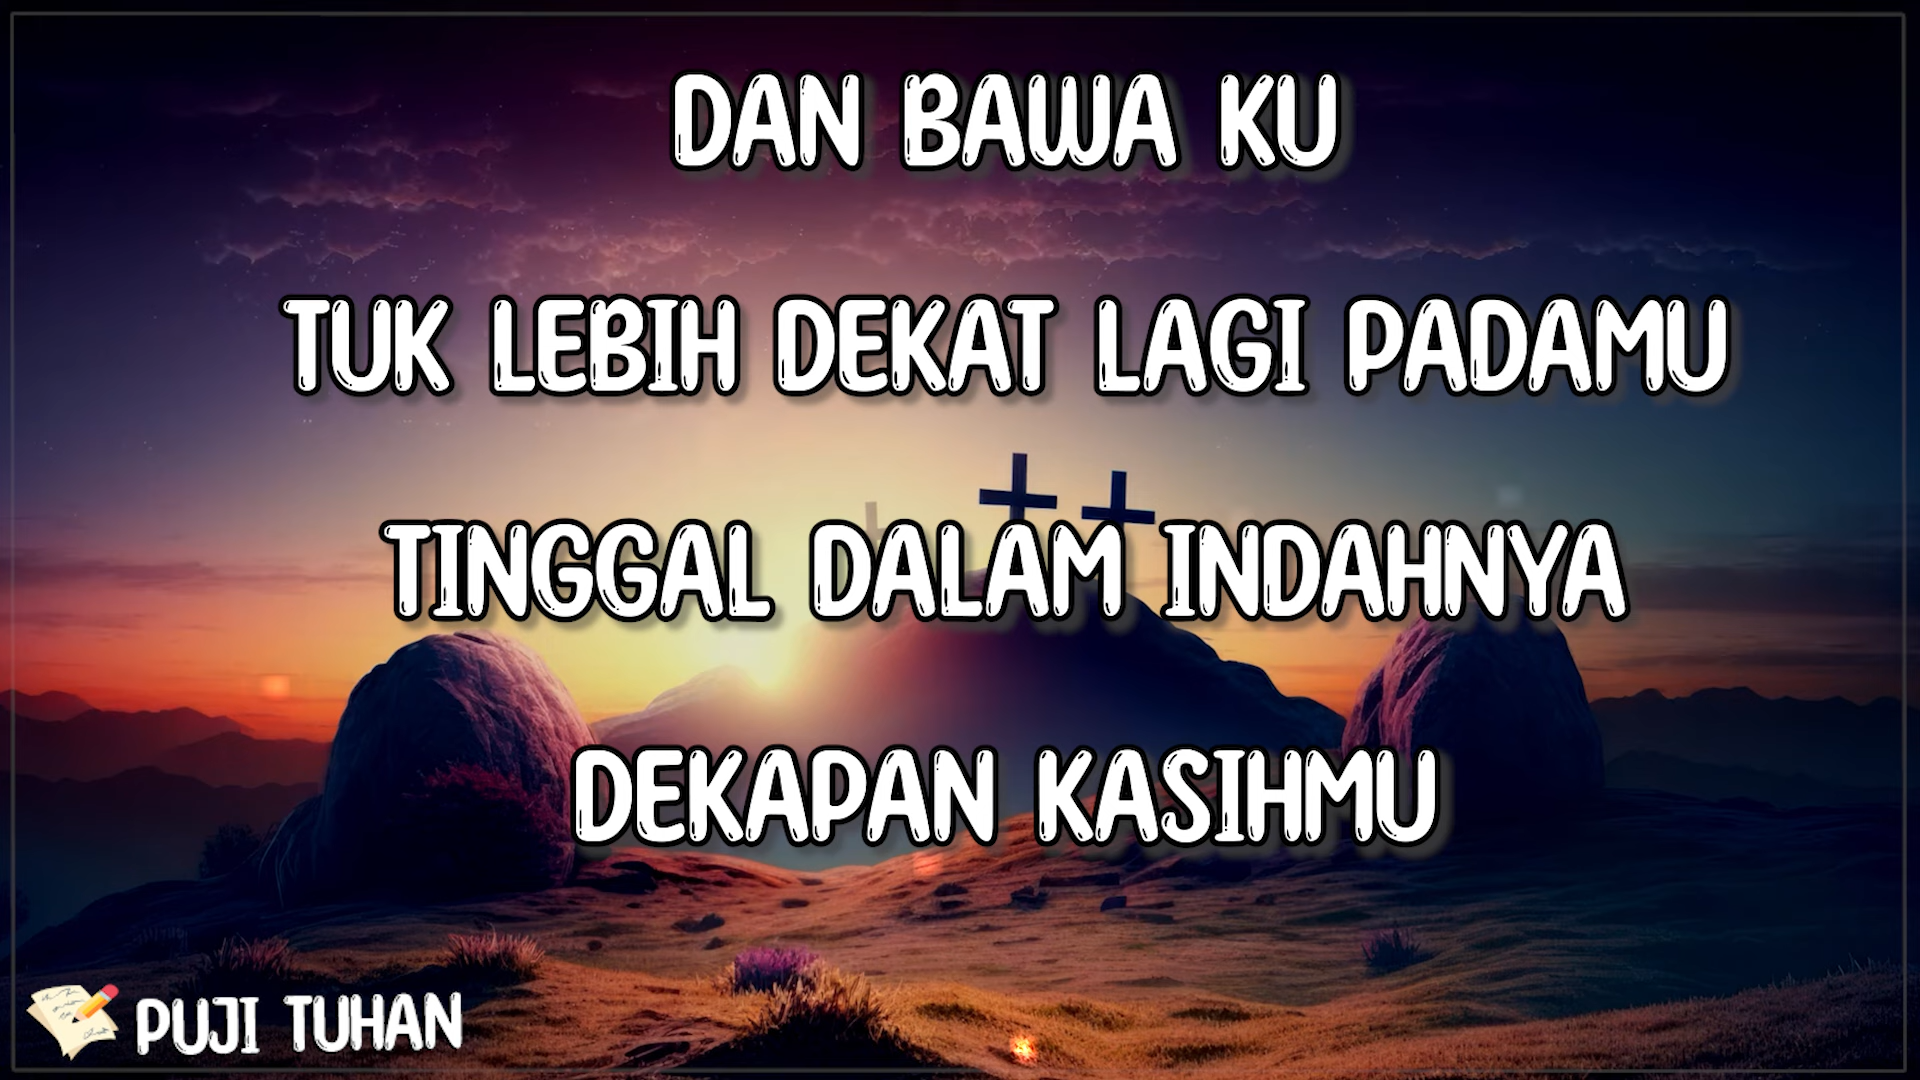 DAN BAWA KU
TUK LEBIH DEKAT LAGI PADAMU
TINGGAL DALAM INDAHNYA
DEKAPAN KASIHMU
PUJI TUHAN